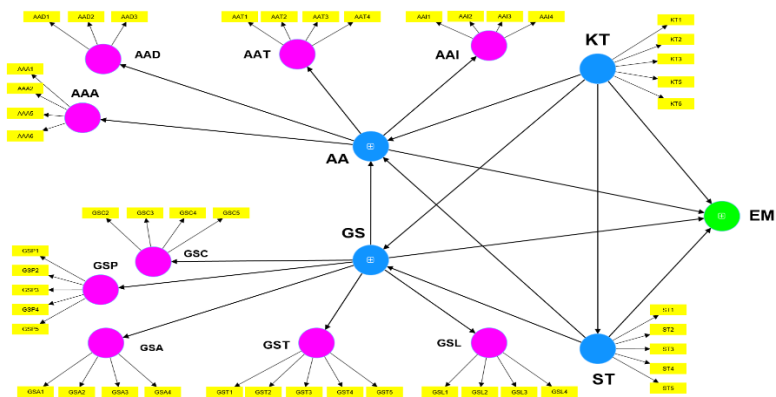 AAD1 AAD2 AAD3
AAT1 AAT2 AAT3 AAT4
AAI1 AAI2 AAI3 AAI4
KT
KT1
KT2
KT3
KT5
KT6
AAD
AAT
AAI
AAA
AAA1
AAA2
AAA5
AAA6
AA
GSC2 GSC3 GSC4 GSC5
GS
EM
GSC
GSP
GSP1
GSP2
GSP3
GSP4
GSP5
GSA
GST
GSL
ST
ST1
ST2
ST3
ST4
ST5
GSA1 GSA2 GSA3 GSA4
GST1 GST2 GST3 GST4 GST5
GSL1 GSL2 GSL3 GSL4